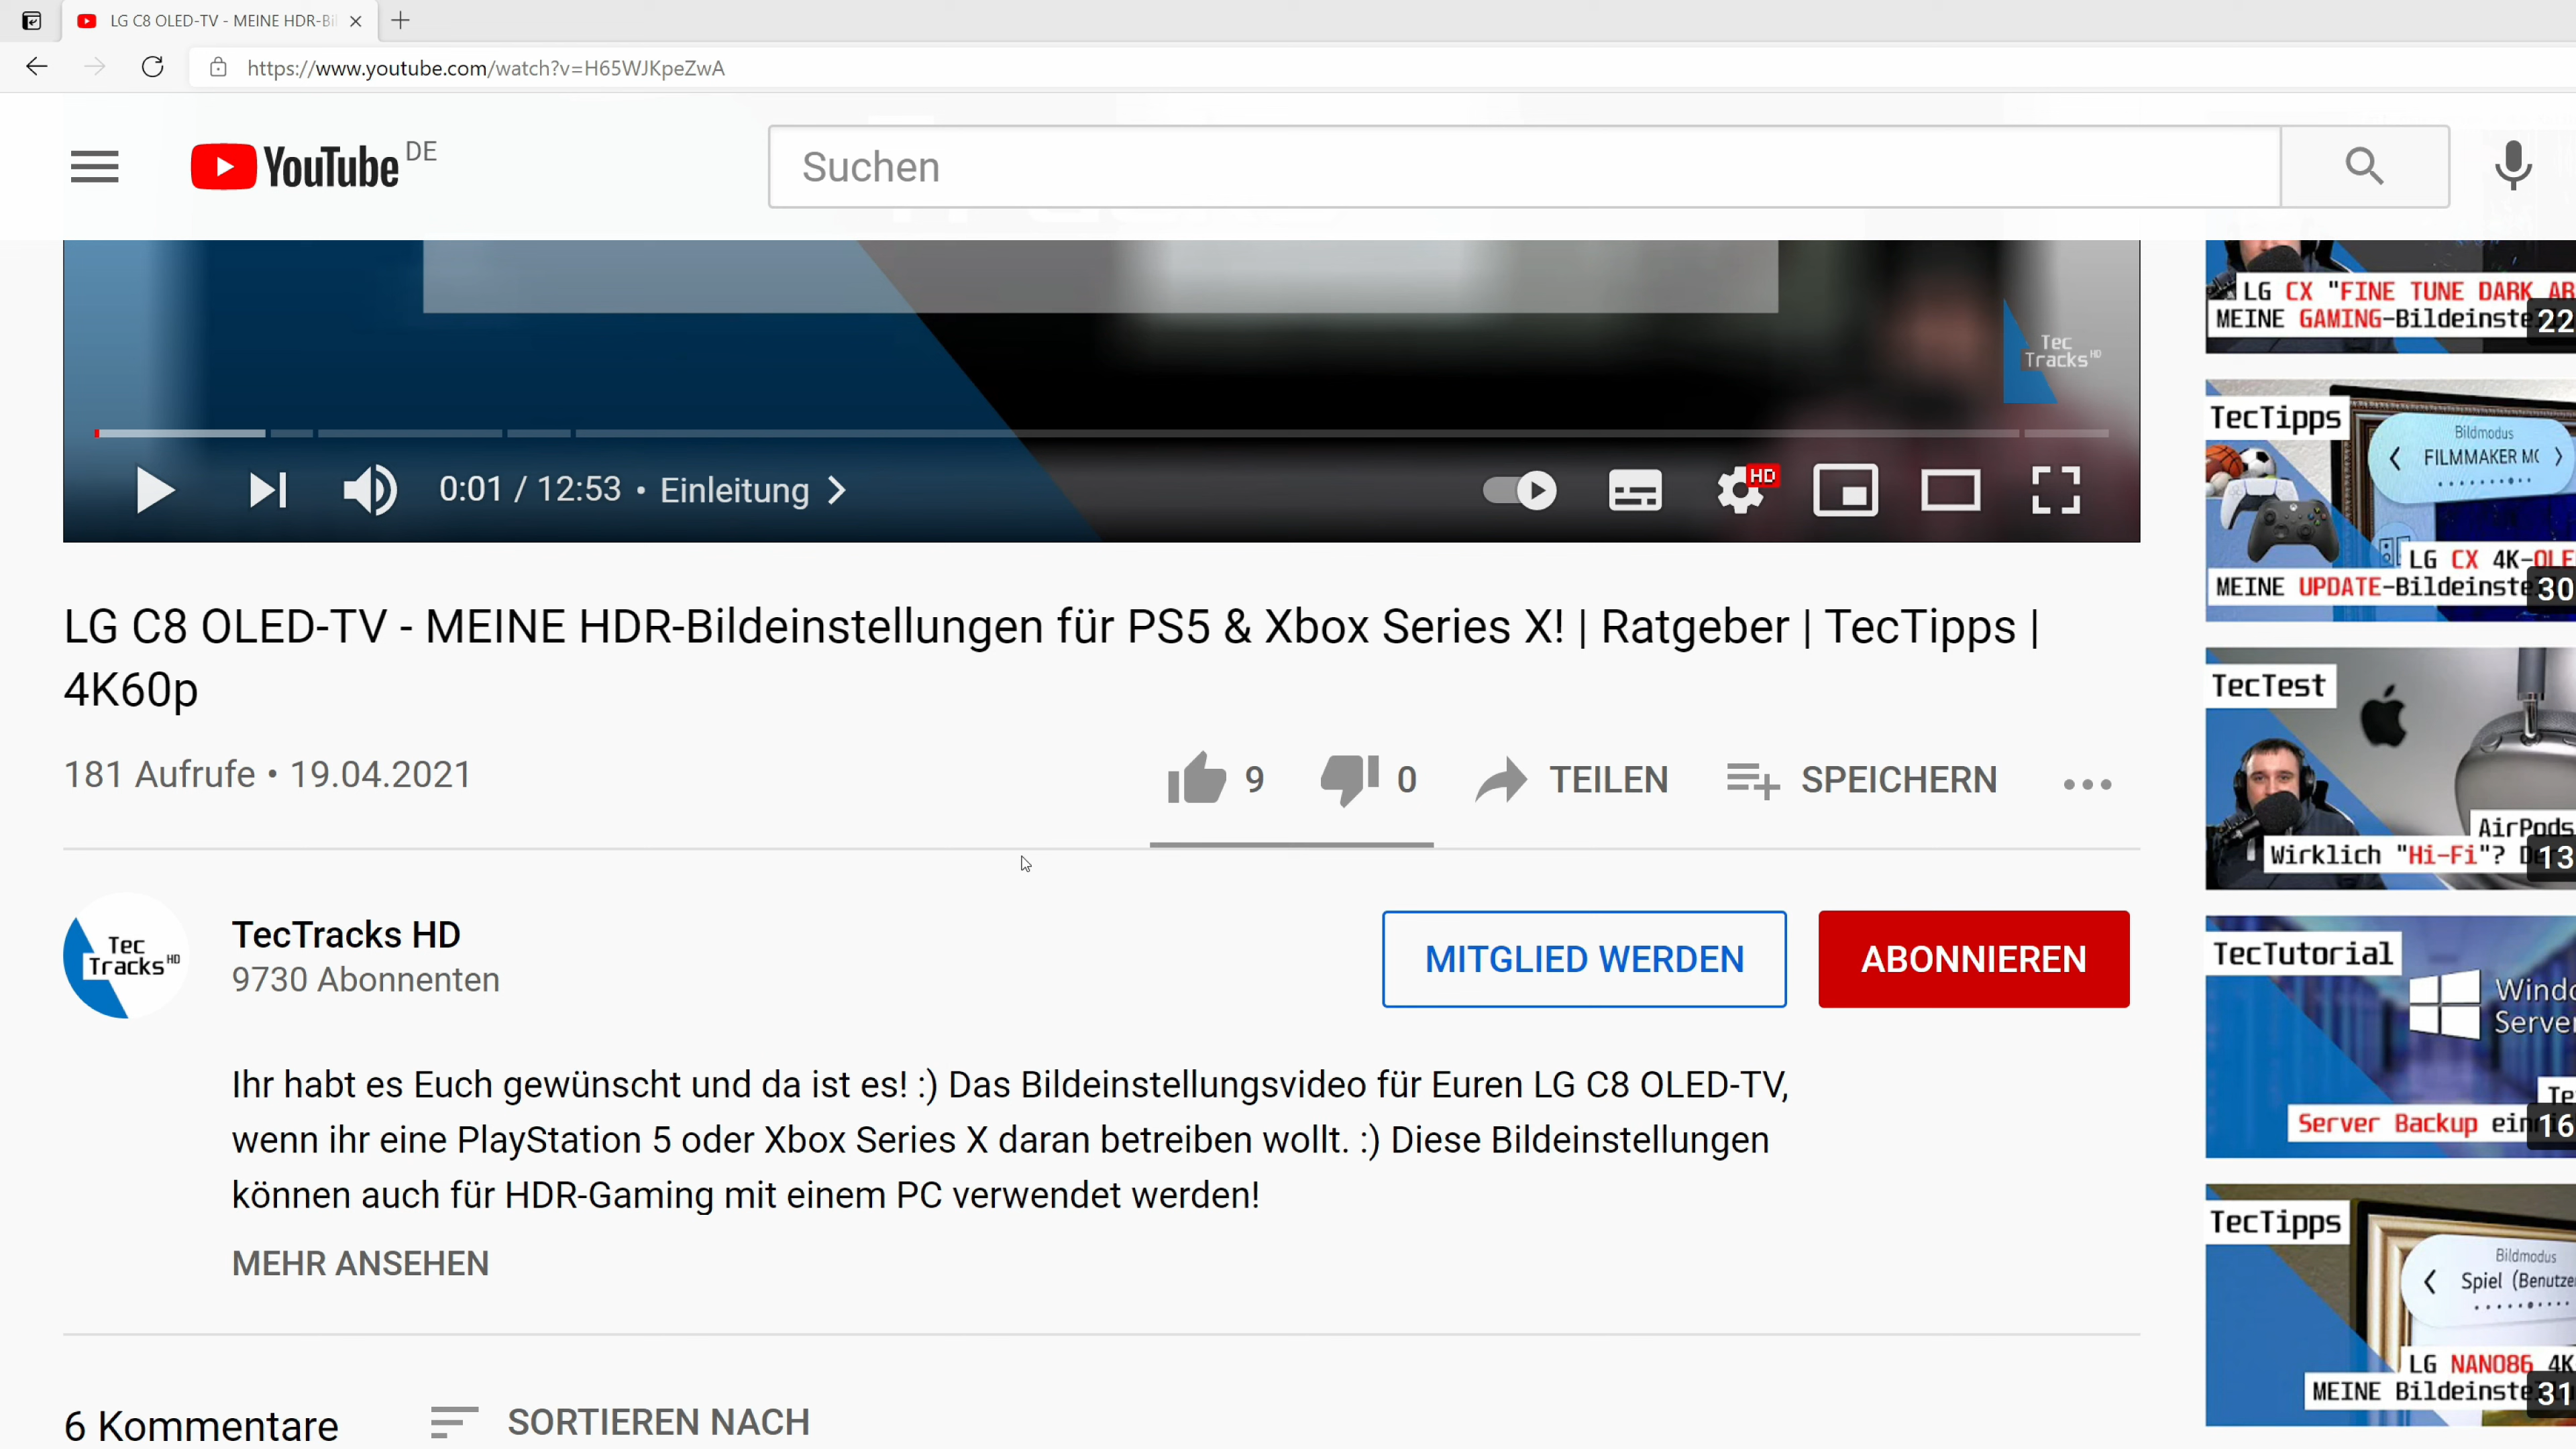 LG C8 OLED-TV - MEINE HDR-Bi
https://www.youtube.com/watch?v=H65WJKpeZwA
YouTube DE
Suchen
Tec
Tracks HD
0:01 / 12:53 • Einleitung
HD
LG C8 OLED-TV - MEINE HDR-Bildeinstellungen für PS5 & Xbox Series X! | Ratgeber | TecTipps |
4K60p
181 Aufrufe • 19.04.2021
9
0
TEILEN
SPEICHERN
Tec
Tracks HD
TecTracks HD
9730 Abonnenten
MITGLIED WERDEN
ABONNIEREN
Ihr habt es Euch gewünscht und da ist es! :) Das Bildeinstellungsvideo für Euren LG C8 OLED-TV,
wenn ihr eine PlayStation 5 oder Xbox Series X daran betreiben wollt. :) Diese Bildeinstellungen
können auch für HDR-Gaming mit einem PC verwendet werden!
MEHR ANSEHEN
6 Kommentare
SORTIEREN NACH
LG CX "FINE TUNE DARK AR
MEINE GAMING-Bildeinste
22
TecTipps
Bildmodus
FILMMAKER MO
LG CX 4K-OLE
MEINE UPDATE-Bildeinste
30
TecTest
AirPods
Wirklich "Hi-Fi"?
13
TecTutorial
Windo
Server
Te
Server Backup ein
16
TecTipps
Bildmodus
Spiel (Benutze
LG NANO86 4K
MEINE Bildeinste
31